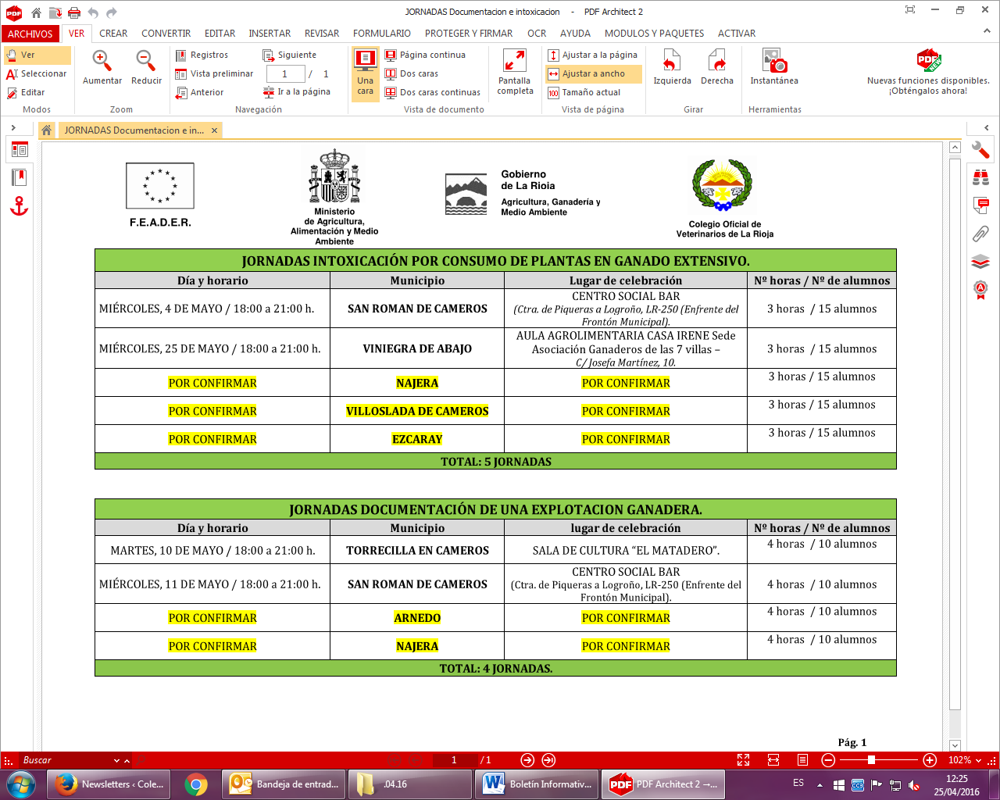 JORNADAS Documentacion e intoxicacion - PDF Architect 2
ARCHIVOS VER CREAR CONVERTIR EDITAR INSERTAR REVISAR FORMULARIO PROTEGER Y FIRMAR OCR AYUDA MODULOS Y PAQUETES ACTIVAR
Ver
Seleccionar
Editar
Modos
Aumentar Reducir
Zoom
Registros
Vista preliminar
Anterior
Siguiente
1 / 1
Ir a la página
Navegación
Una cara
Página continua
Dos caras
Dos caras continuas
Vista de documento
Pantalla completa
Ajustar a la página
Ajustar a ancho
100 Tamaño actual
Vista de página
Izquierda Derecha
Girar
Instantánea
Herramientas
PDF NEW
Nuevas funciones disponibles.
¡Obténgalos ahora!
JORNADAS Documentacion e in...
F.E.A.D.E.R.
Ministerio
de Agricultura,
Alimentación y Medio
Ambiente
Gobierno
de La Rioja
Agricultura, Ganadería y
Medio Ambiente
Colegio Oficial de
Veterinarios de La Rioja
JORNADAS INTOXICACIÓN POR CONSUMO DE PLANTAS EN GANADO EXTENSIVO.
Día y horario Municipio Lugar de celebración Nº horas / Nº de alumnos
MIÉRCOLES, 4 DE MAYO / 18:00 a 21:00 h. SAN ROMAN DE CAMEROS CENTRO SOCIAL BAR
(Ctra. de Piqueras a Logroño, LR-250 (Enfrente del
Frontón Municipal).
3 horas / 15 alumnos
MIÉRCOLES, 25 DE MAYO / 18:00 a 21:00 h. VINIEGRA DE ABAJO AULA AGROLIMENTARIA CASA IRENE Sede
Asociación Ganaderos de las 7 villas –
C/ Josefa Martínez, 10.
3 horas / 15 alumnos
POR CONFIRMAR NAJERA POR CONFIRMAR 3 horas / 15 alumnos
POR CONFIRMAR VILLOSLADA DE CAMEROS POR CONFIRMAR 3 horas / 15 alumnos
POR CONFIRMAR EZCARAY POR CONFIRMAR 3 horas / 15 alumnos
TOTAL: 5 JORNADAS
JORNADAS DOCUMENTACIÓN DE UNA EXPLOTACION GANADERA.
Día y horario Municipio lugar de celebración Nº horas / Nº de alumnos
MARTES, 10 DE MAYO / 18:00 a 21:00 h. TORRECILLA EN CAMEROS SALA DE CULTURA “EL MATADERO”. 4 horas / 10 alumnos
MIÉRCOLES, 11 DE MAYO / 18:00 a 21:00 h. SAN ROMAN DE CAMEROS CENTRO SOCIAL BAR
(Ctra. de Piqueras a Logroño, LR-250 (Enfrente del
Frontón Municipal).
4 horas / 10 alumnos
POR CONFIRMAR ARNEDO POR CONFIRMAR 4 horas / 10 alumnos
POR CONFIRMAR NAJERA POR CONFIRMAR 4 horas / 10 alumnos
TOTAL: 4 JORNADAS.
Pág. 1
Buscar 1 / 1 102%
Newsletters ‹ Cole... Bandeja de entrad... .04.16 Boletín Informativ... PDF Architect 2 →... ES 12:25
25/04/2016